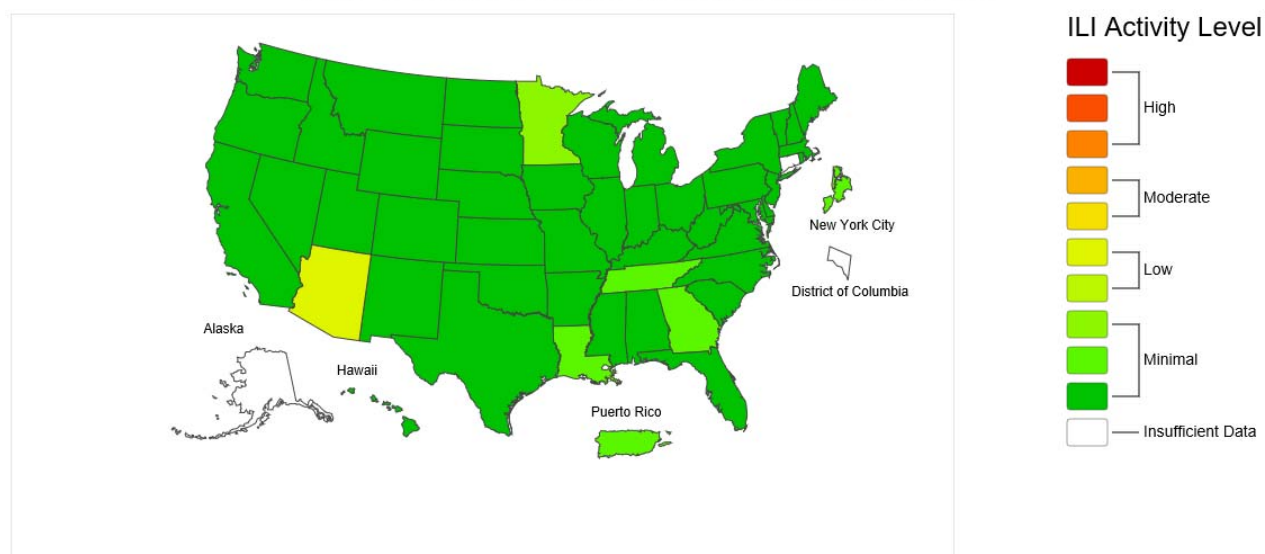 ILI Activity Level
High
Moderate
Low
Minimal
Insufficient Data
New York City
District of Columbia
Alaska
Hawaii
Puerto Rico